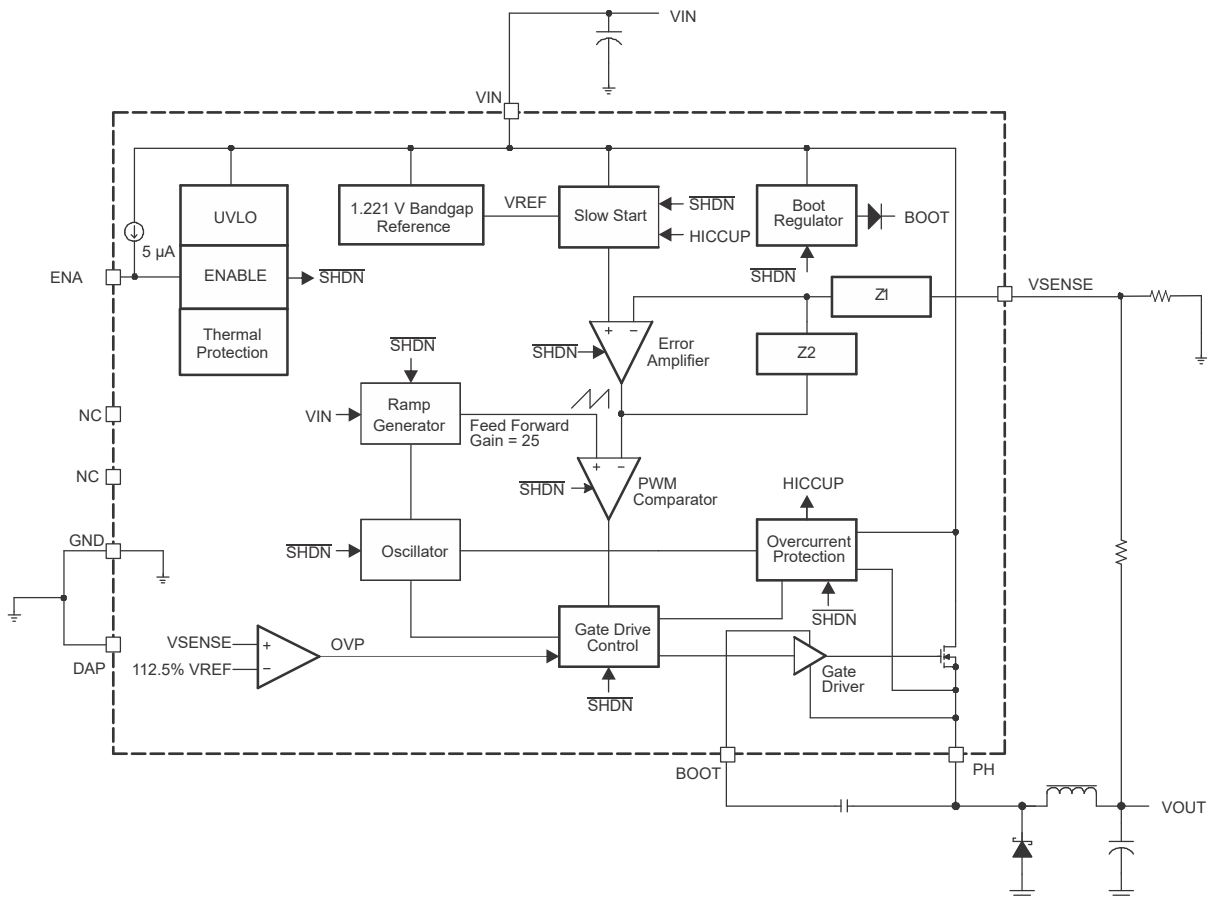 VIN
VIN
UVLO
1.221 V Bandgap
Reference
VREF
Slow Start
SHDN
HICCUP
Boot
Regulator
BOOT
5 µA
ENA
ENABLE
SHDN
SHDN
Z1
VSENSE
Thermal
Protection
SHDN
+
−
Error
Amplifier
Z2
SHDN
NC
VIN
Ramp
Generator
Feed Forward
Gain = 25
NC
SHDN
+
−
PWM
Comparator
HICCUP
GND
SHDN
Oscillator
Overcurrent
Protection
SHDN
DAP
VSENSE
112.5% VREF
+
−
OVP
Gate Drive
Control
SHDN
Gate
Driver
BOOT
PH
VOUT